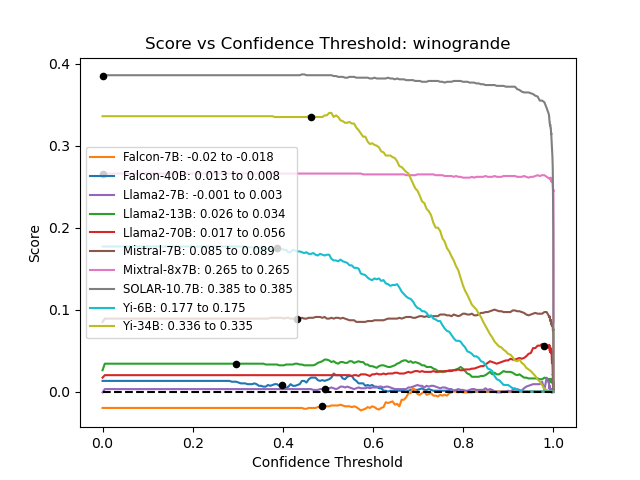 Score vs Confidence Threshold: winogrande
Score
0.4
0.3
0.2
0.1
0.0
Falcon-7B: -0.02 to -0.018
Falcon-40B: 0.013 to 0.008
Llama2-7B: -0.001 to 0.003
Llama2-13B: 0.026 to 0.034
Llama2-70B: 0.017 to 0.056
Mistral-7B: 0.085 to 0.089
Mixtral-8x7B: 0.265 to 0.265
SOLAR-10.7B: 0.385 to 0.385
Yi-6B: 0.177 to 0.175
Yi-34B: 0.336 to 0.335
0.0 0.2 0.4 0.6 0.8 1.0
Confidence Threshold